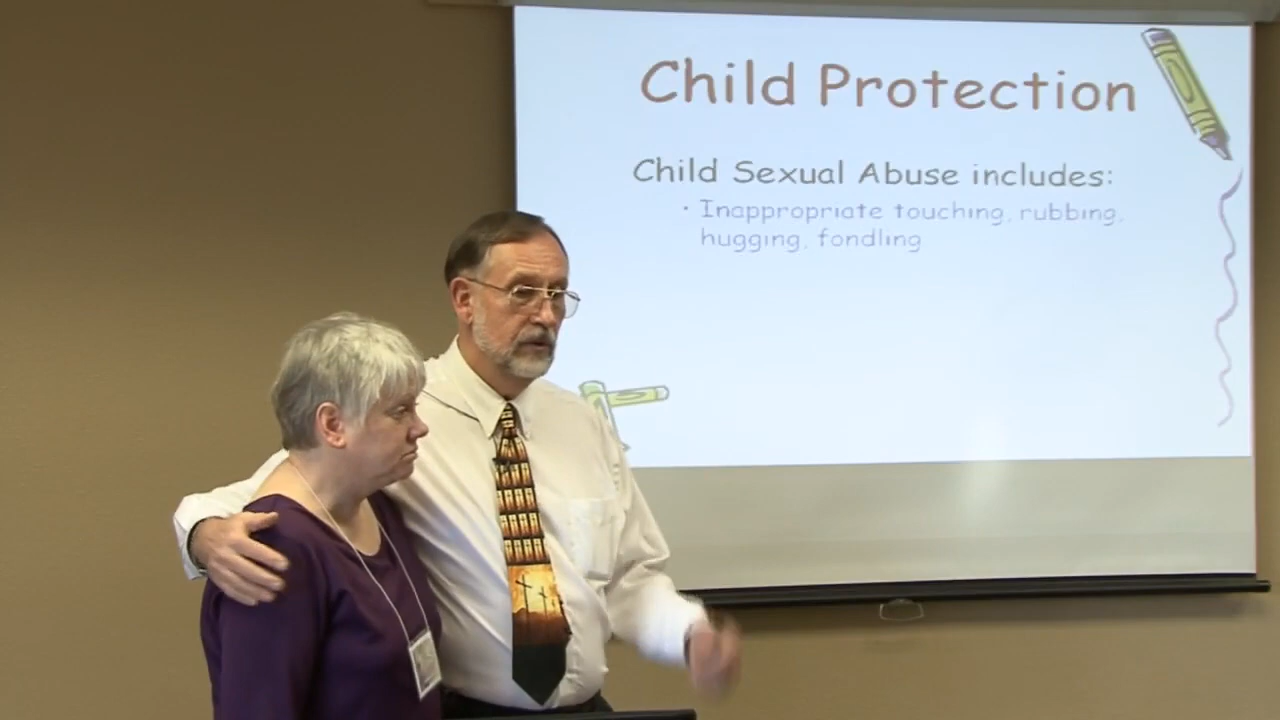 Child Protection
Child Sexual Abuse includes:
• Inappropriate touching, rubbing,
hugging, fondling